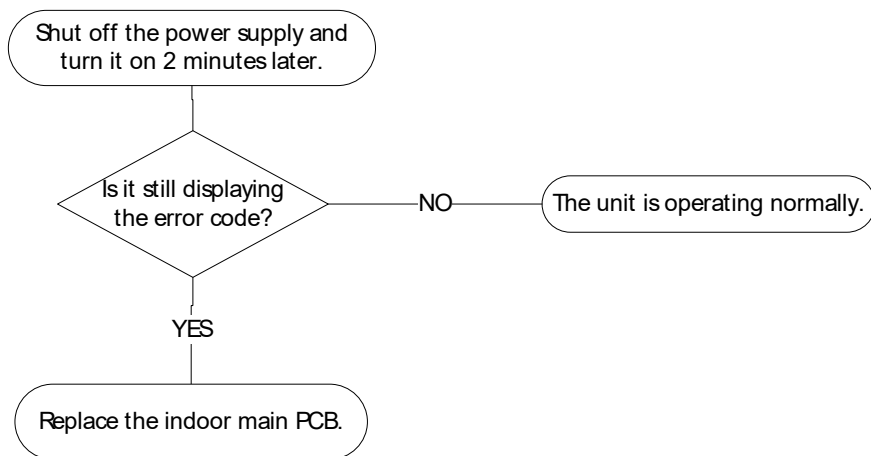 Shut off the power supply and
turn it on 2 minutes later.
Is it still displaying
the error code?
NO
The unit is operating normally.
YES
Replace the indoor main PCB.